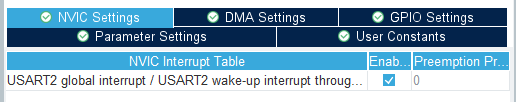 NVIC Settings DMA Settings GPIO Settings
Parameter Settings User Constants
NVIC Interrupt Table Enab... Preemption Pr...
USART2 global interrupt / USART2 wake-up interrupt throug... 0